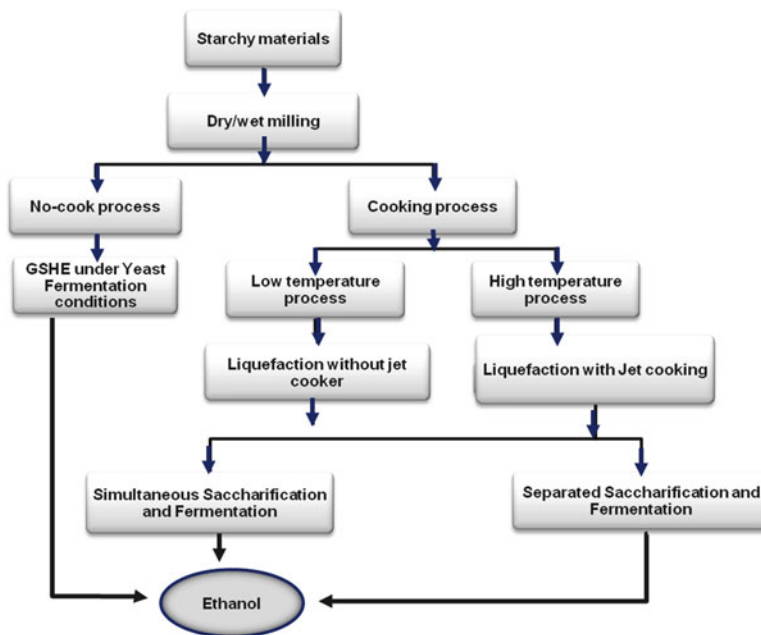 Starchy materials
Dry/wet milling
No-cook process
Cooking process
GSHE under Yeast
Fermentation
conditions
Low temperature
process
High temperature
process
Liquefaction without jet
cooker
Liquefaction with Jet cooking
Simultaneous Saccharification
and Fermentation
Separated Saccharification and
Fermentation
Ethanol